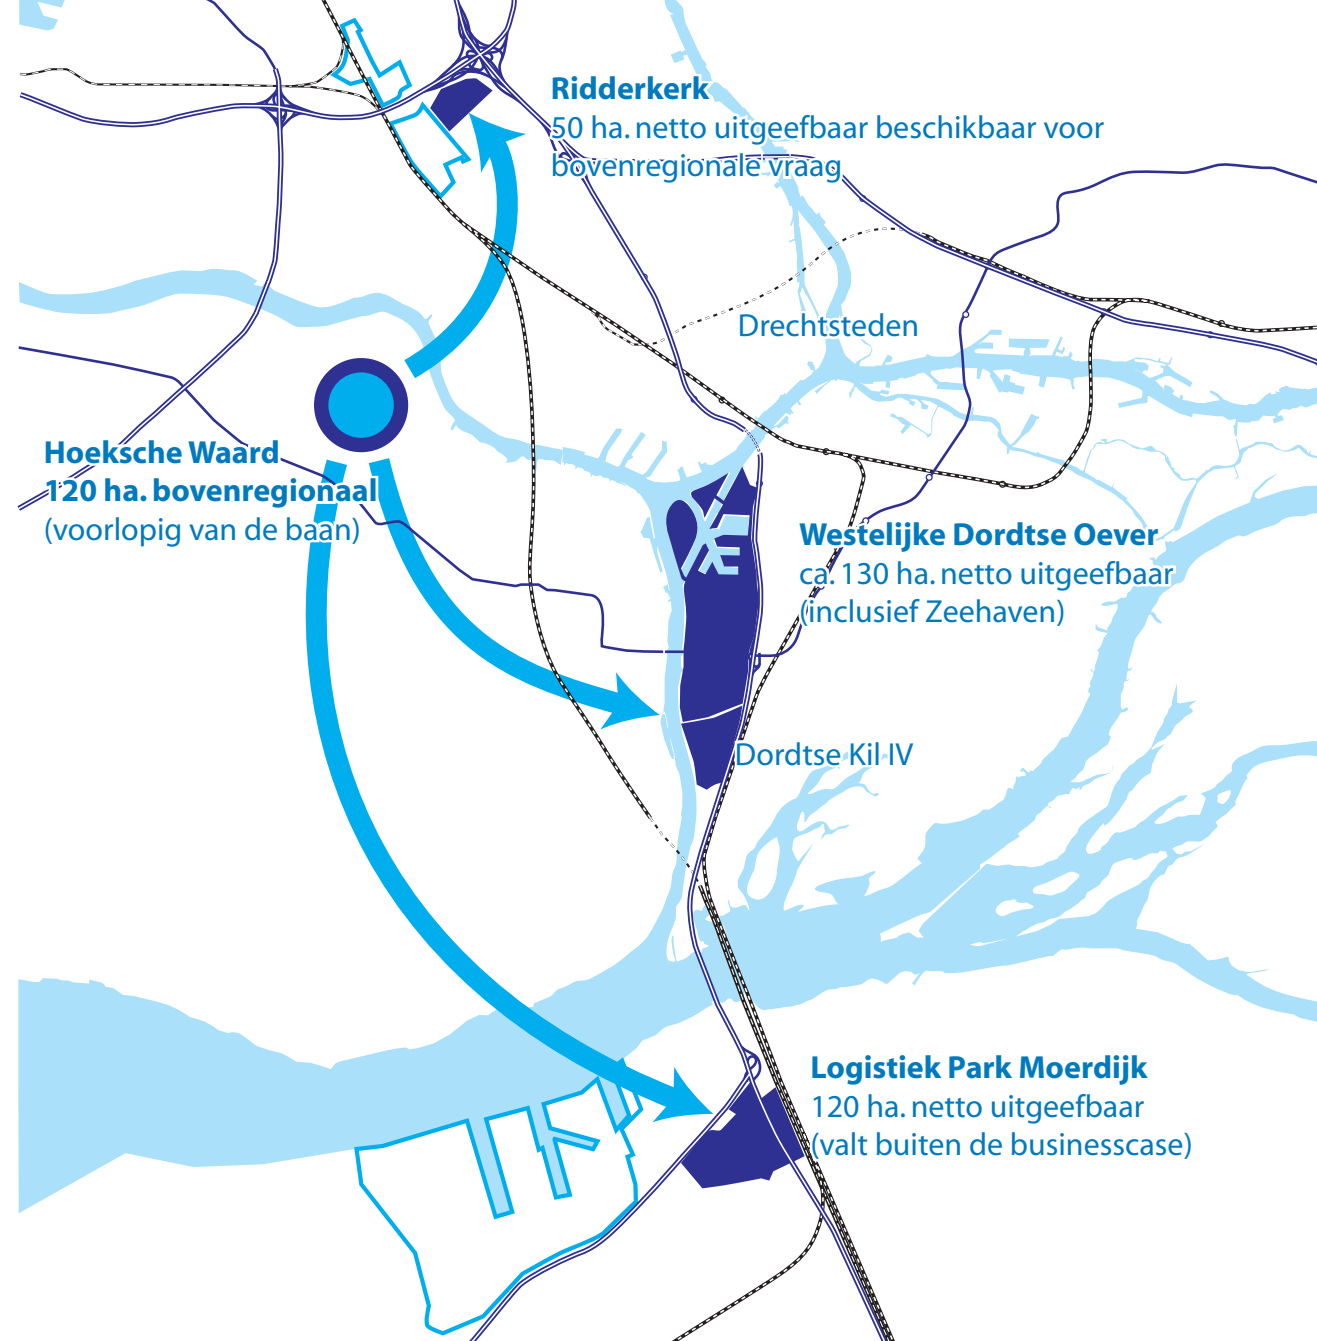 Ridderkerk
50 ha. netto uitgeefbaar beschikbaar voor
bovenregionale vraag
Drechtsteden
Hoeksche Waard
120 ha. bovenregionaal
(voorlopig van de baan)
Westelijke Dordtse Oever
ca. 130 ha. netto uitgeefbaar
(inclusief Zeehaven)
Dordtse Kil IV
Logistiek Park Moerdijk
120 ha. netto uitgeefbaar
(valt buiten de businesscase)